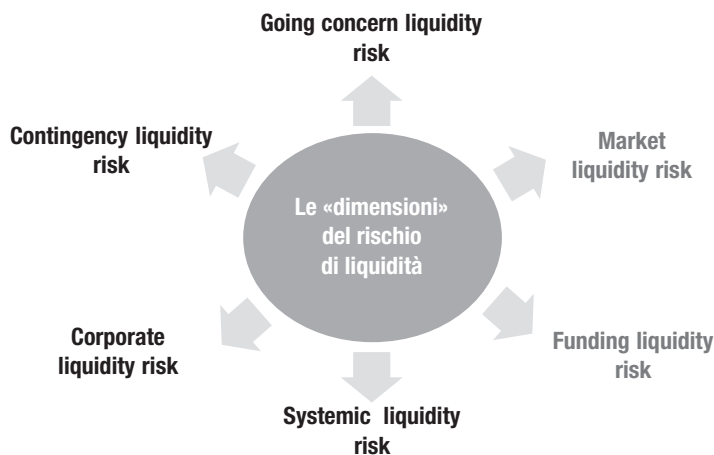 Going concern liquidity
risk
Contingency liquidity
risk
Market
liquidity risk
Le «dimensioni»
del rischio
di liquidità
Corporate
liquidity risk
Funding liquidity
risk
Systemic liquidity
risk